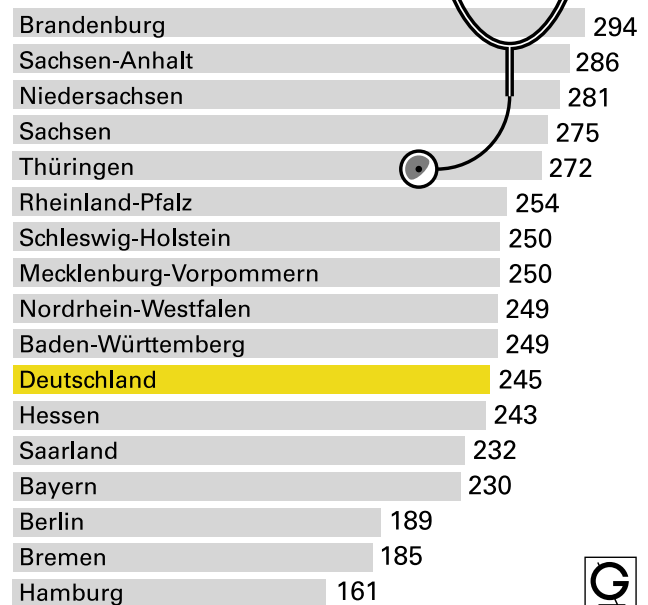 Brandenburg 294
Sachsen-Anhalt 286
Niedersachsen 281
Sachsen 275
Thüringen 272
Rheinland-Pfalz 254
Schleswig-Holstein 250
Mecklenburg-Vorpommern 250
Nordrhein-Westfalen 249
Baden-Württemberg 249
Deutschland 245
Hessen 243
Saarland 232
Bayern 230
Berlin 189
Bremen 185
Hamburg 161
G